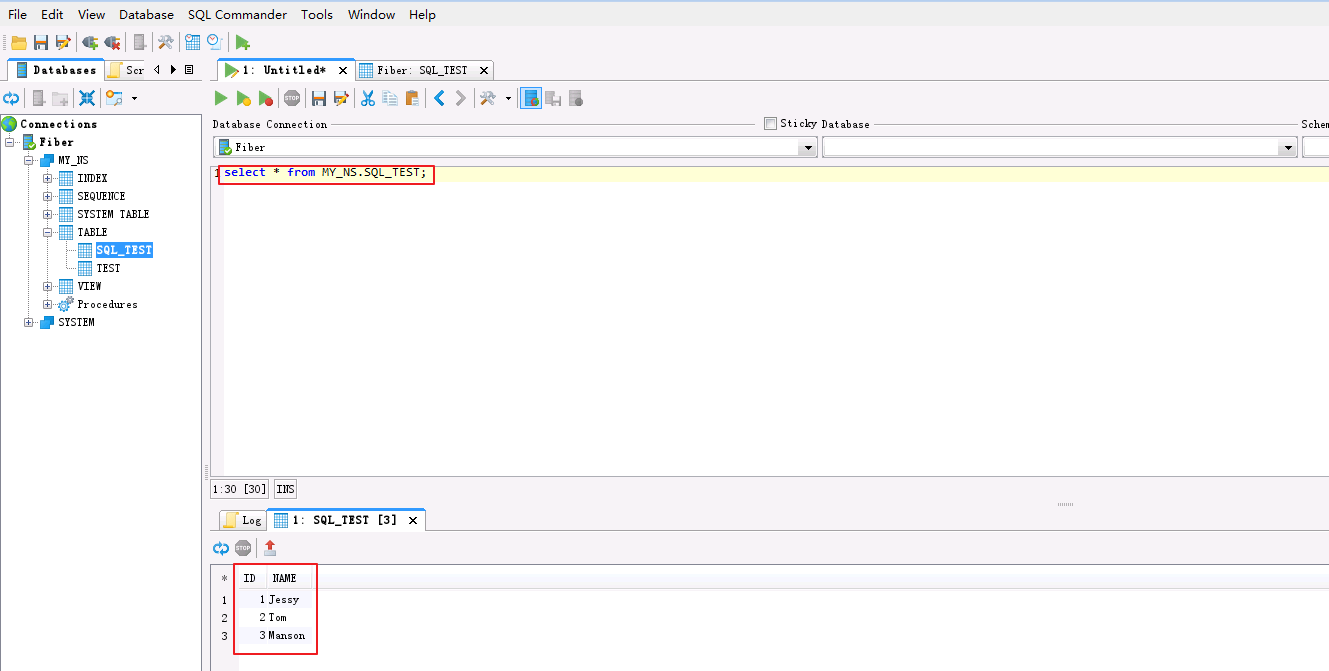 File Edit View Database SQL Commander Tools Window Help
Databases Scr
1: Untitled* Fiber: SQL_TEST
STOP
Connections
Fiber
MY_NS
INDEX
SEQUENCE
SYSTEM TABLE
TABLE
SQL_TEST
TEST
VIEW
Procedures
SYSTEM
Database Connection Sticky Database Schem
Fiber
1 select * from MY_NS.SQL_TEST;
1:30 [30] INS
Log 1: SQL_TEST [3]
STOP
* ID NAME
1 1 Jessy
2 2 Tom
3 3 Manson